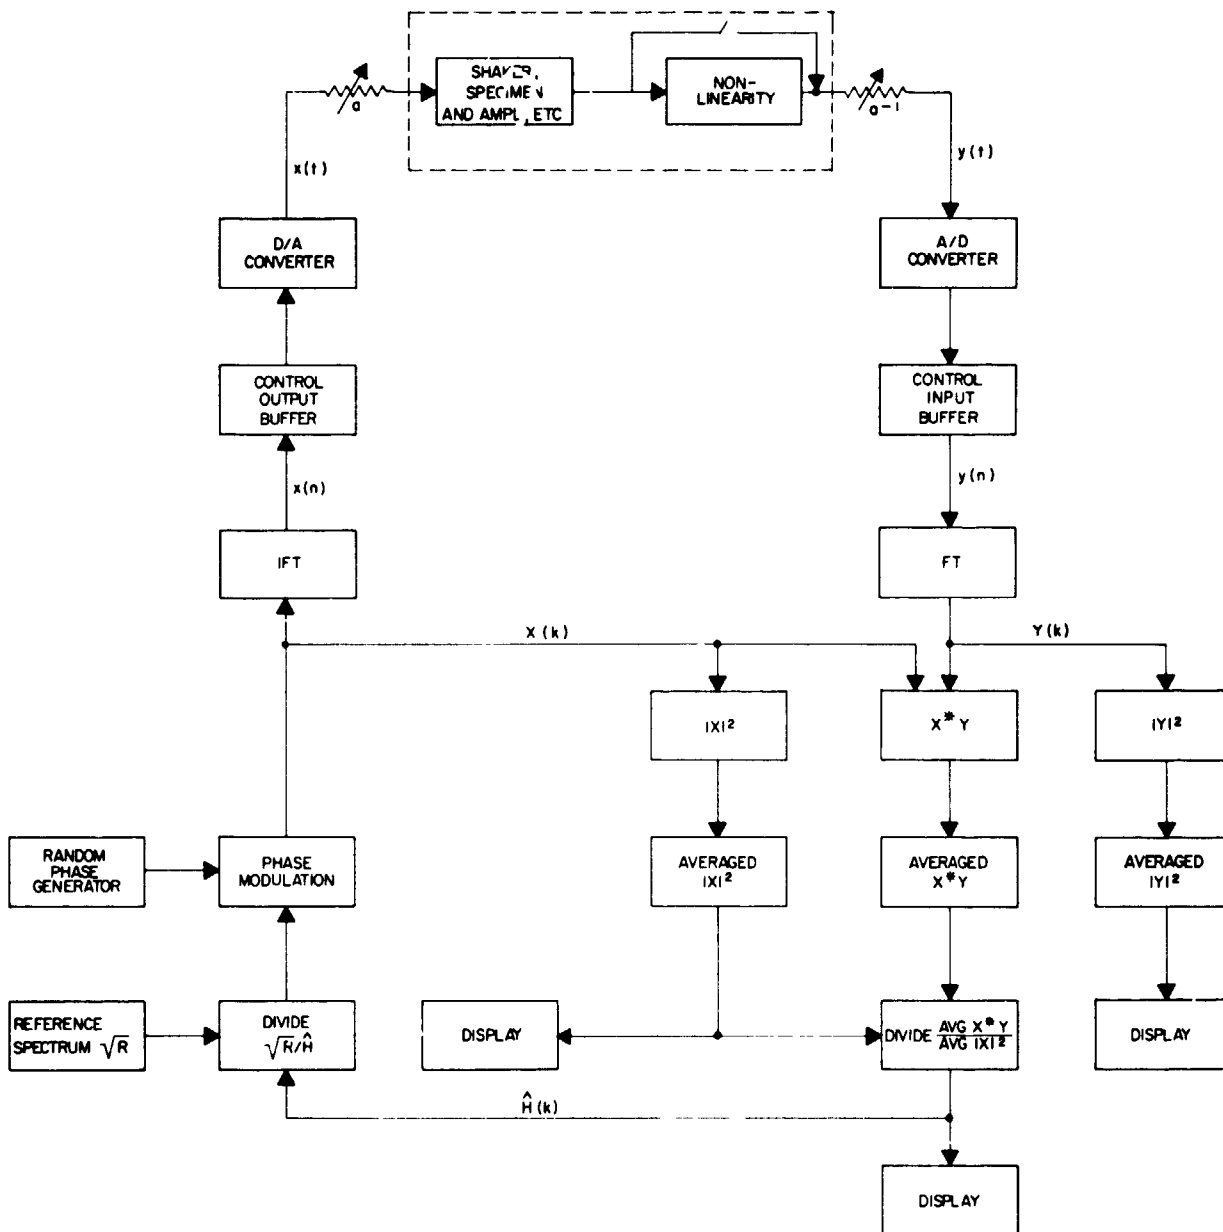 SHAKER,
SPECIMEN
AND AMPL, ETC
NON-
LINEARITY
a
a-1
x(t)
y(t)
D/A
CONVERTER
A/D
CONVERTER
CONTROL
OUTPUT
BUFFER
CONTROL
INPUT
BUFFER
x(n)
y(n)
IFT
FT
X(k)
Y(k)
|X|²
X*Y
|Y|²
RANDOM
PHASE
GENERATOR
PHASE
MODULATION
AVERAGED
|X|²
AVERAGED
X*Y
AVERAGED
|Y|²
REFERENCE
SPECTRUM √R
DIVIDE
√R/Ĥ
DISPLAY
DIVIDE AVG X*Y
AVG |X|²
DISPLAY
Ĥ(k)
DISPLAY